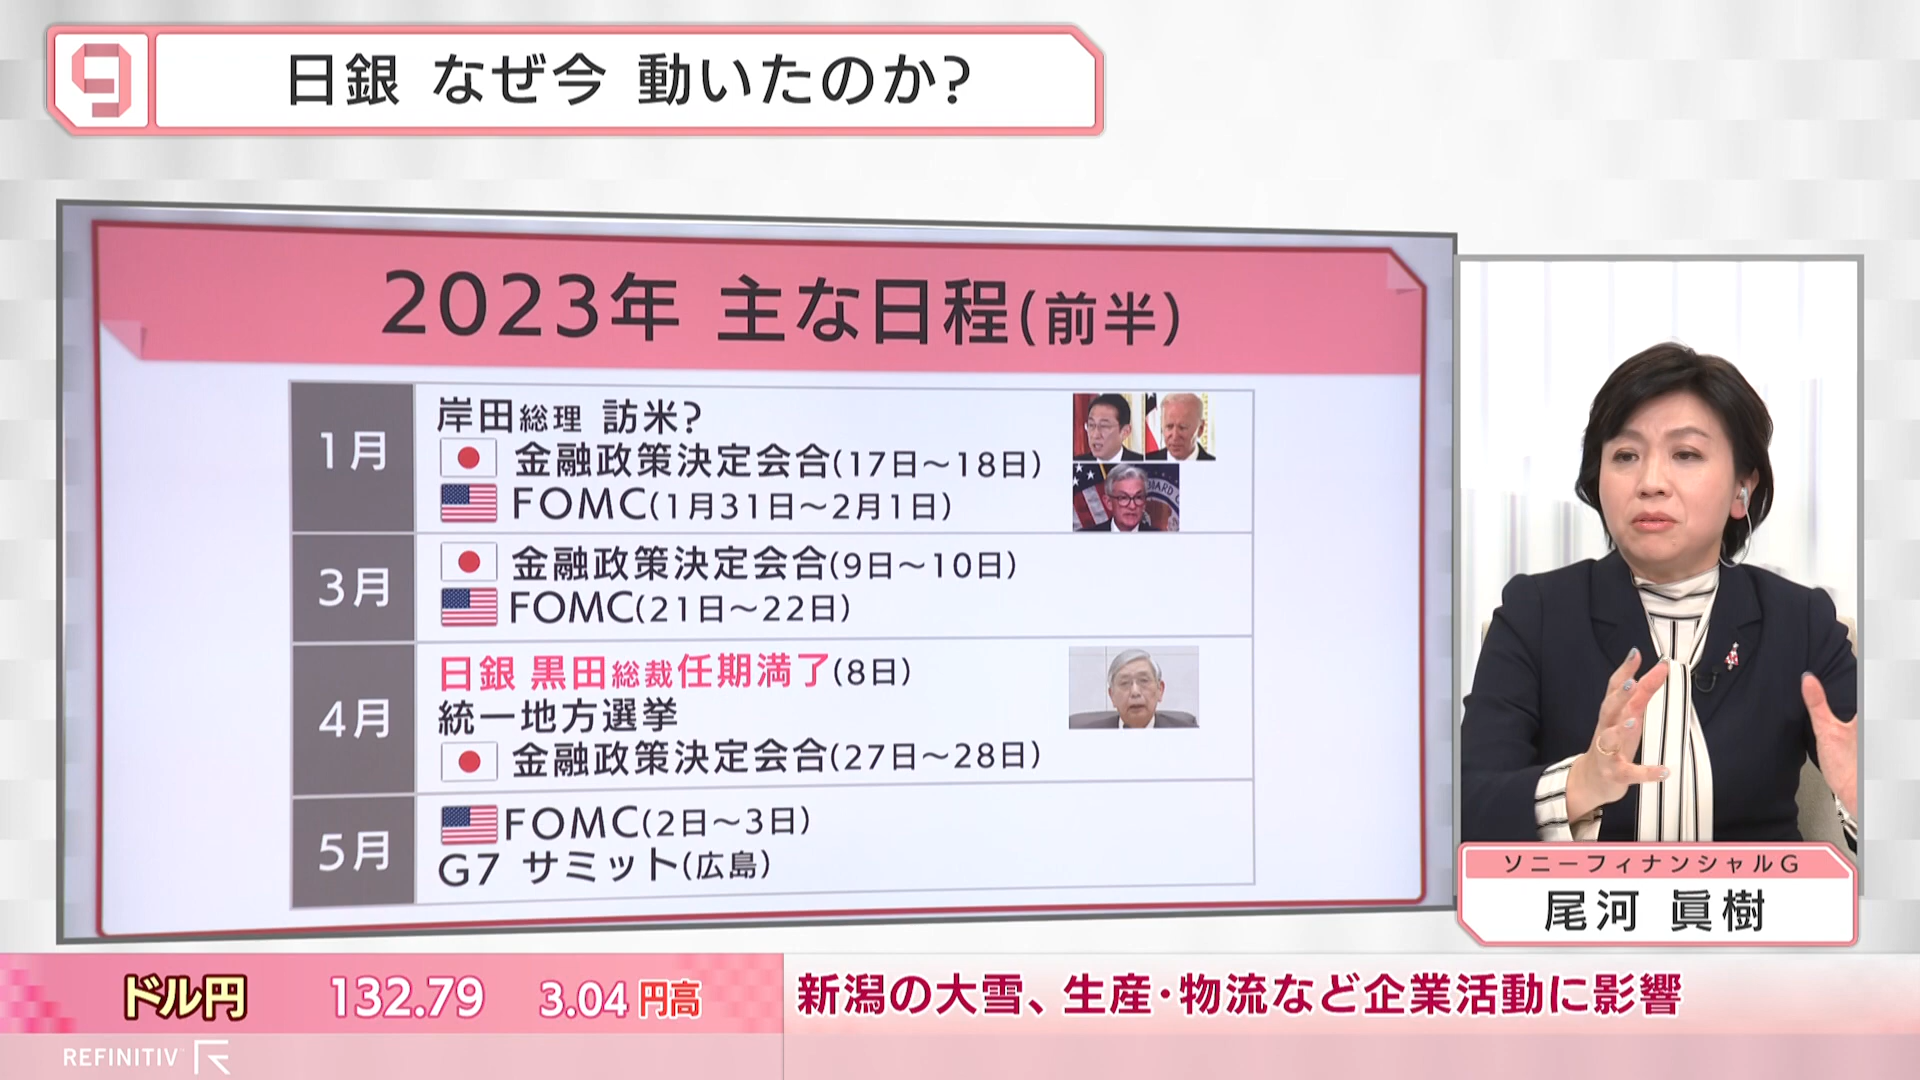 9
日銀 なぜ今 動いたのか?
2023年 主な日程(前半)
1月
岸田総理 訪米?
金融政策決定会合(17日～18日)
FOMC(1月31日～2月1日)
3月
金融政策決定会合(9日～10日)
FOMC(21日～22日)
4月
日銀 黒田総裁任期満了(8日)
統一地方選挙
金融政策決定会合(27日～28日)
5月
FOMC(2日～3日)
G7 サミット(広島)
ソニーフィナンシャルG
尾河 眞樹
ドル円 132.79 3.04 円高
新潟の大雪、生産・物流など企業活動に影響
REFINITIV